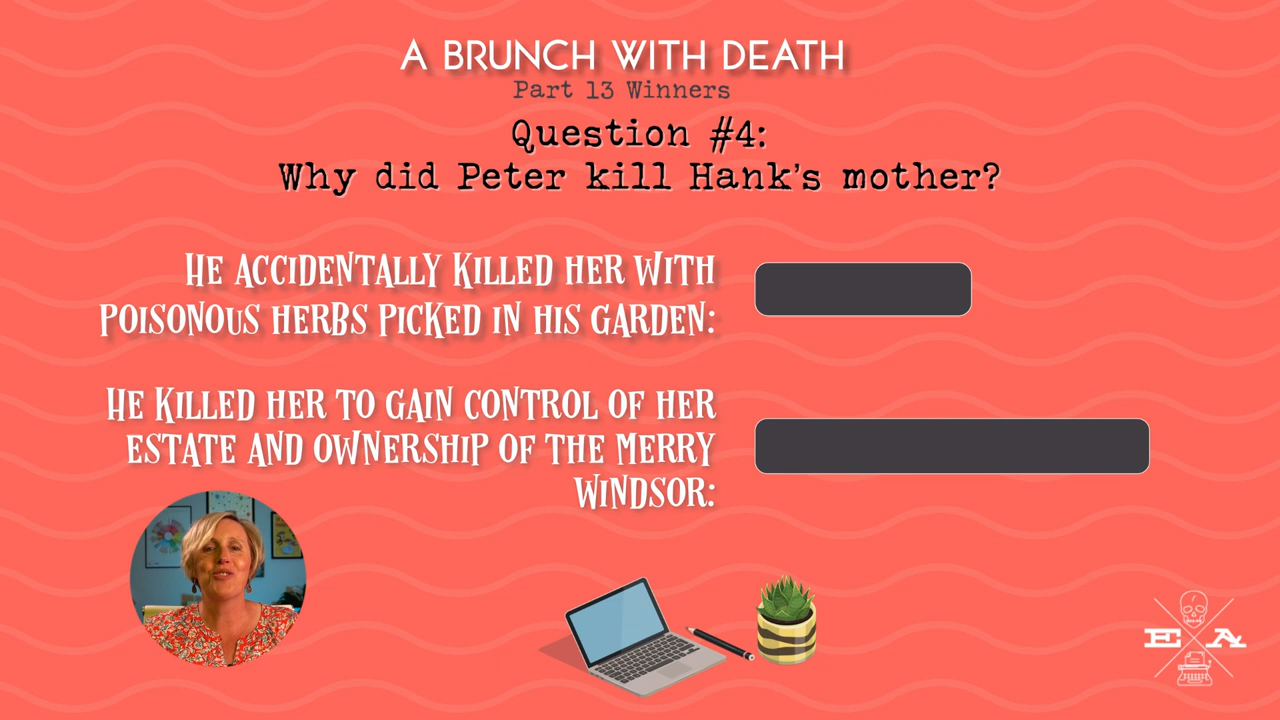 A BRUNCH WITH DEATH
Part 13 Winners
Question #4:
Why did Peter kill Hank's mother?
HE ACCIDENTALLY KILLED HER WITH
POISONOUS HERBS PICKED IN HIS GARDEN:
HE KILLED HER TO GAIN CONTROL OF HER
ESTATE AND OWNERSHIP OF THE MERRY
WINDSOR:
E A